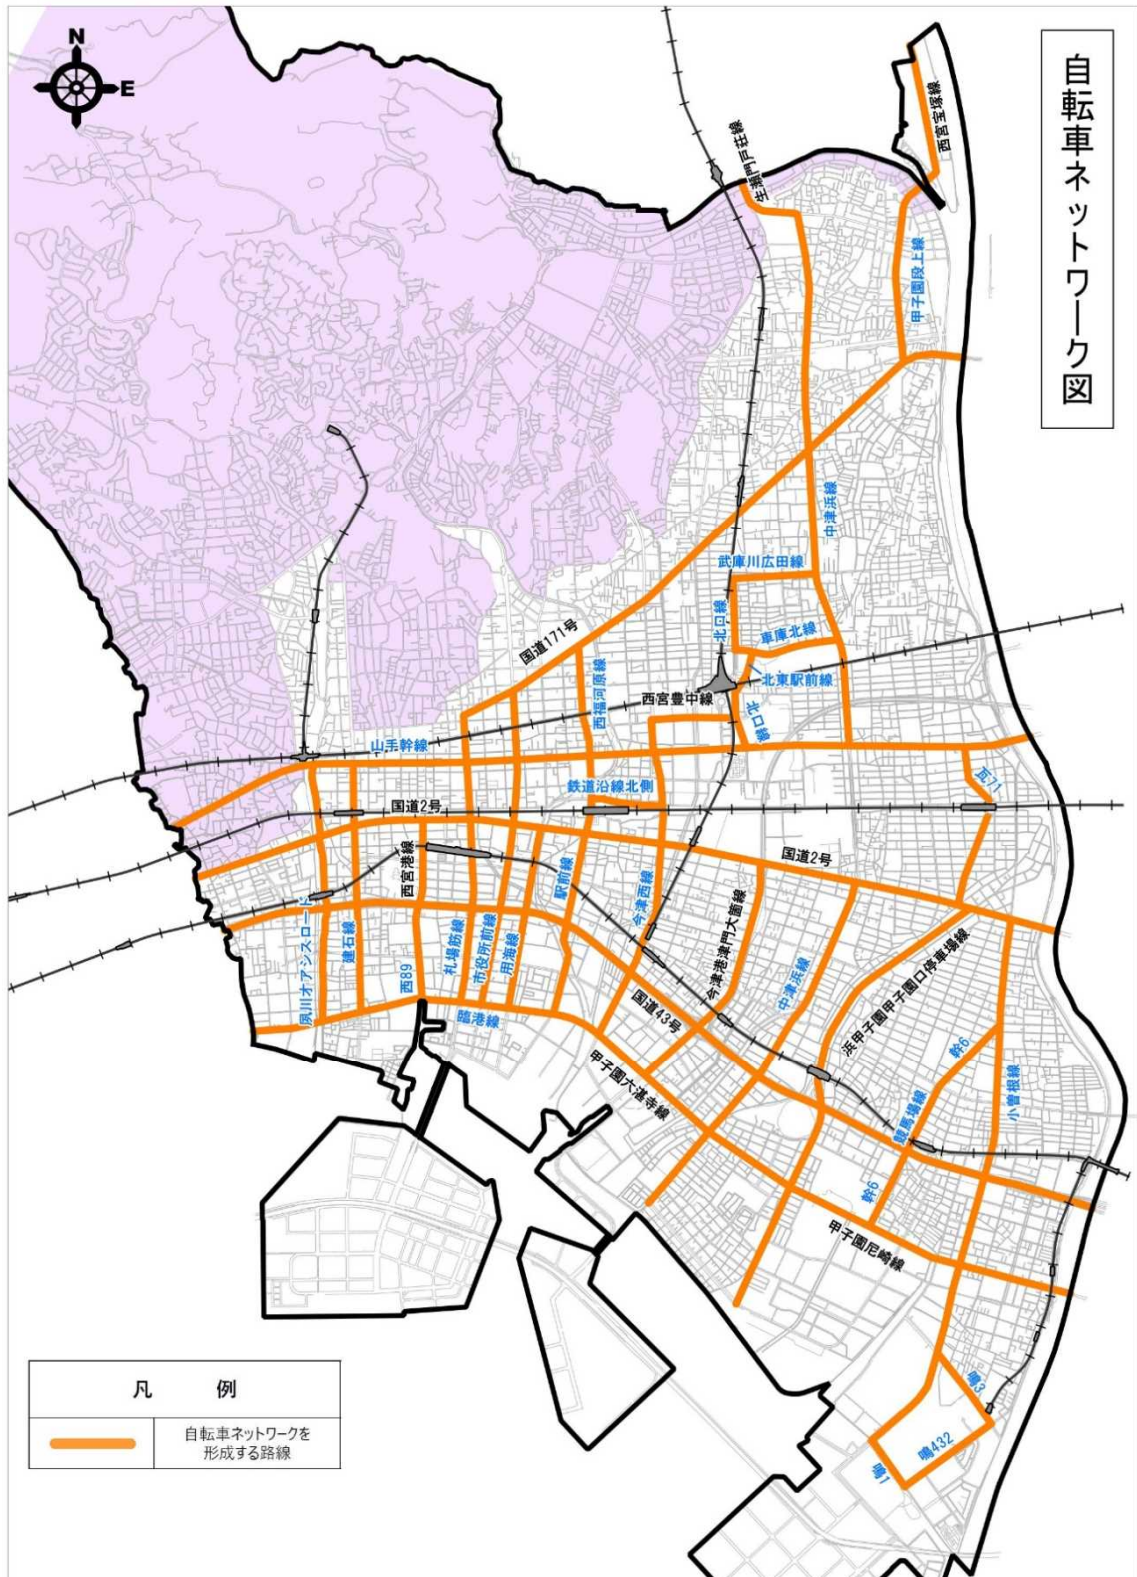 自転車ネットワーク図
N
E
西宮宝塚線
生瀬門戸荘線
甲子園段上線
中津浜線
武庫川広田線
北口線
車庫北線
国道171号
西福河原線
北東駅前線
西宮豊中線
北口線
山手幹線
鉄道沿線北側
瓦71
国道2号
国道2号
西宮港線
駅前線
今津西線
今津港津門大箇線
夙川オアシスロード
建石線
札場筋線
市役所前線
用海線
中津浜線
浜甲子園甲子園口停車場線
西89
臨港線
国道43号
幹6
小曽根線
甲子園六湛寺線
競馬場線
幹6
甲子園尼崎線
鳴3
鳴432
鳴1
凡 例
自転車ネットワークを
形成する路線